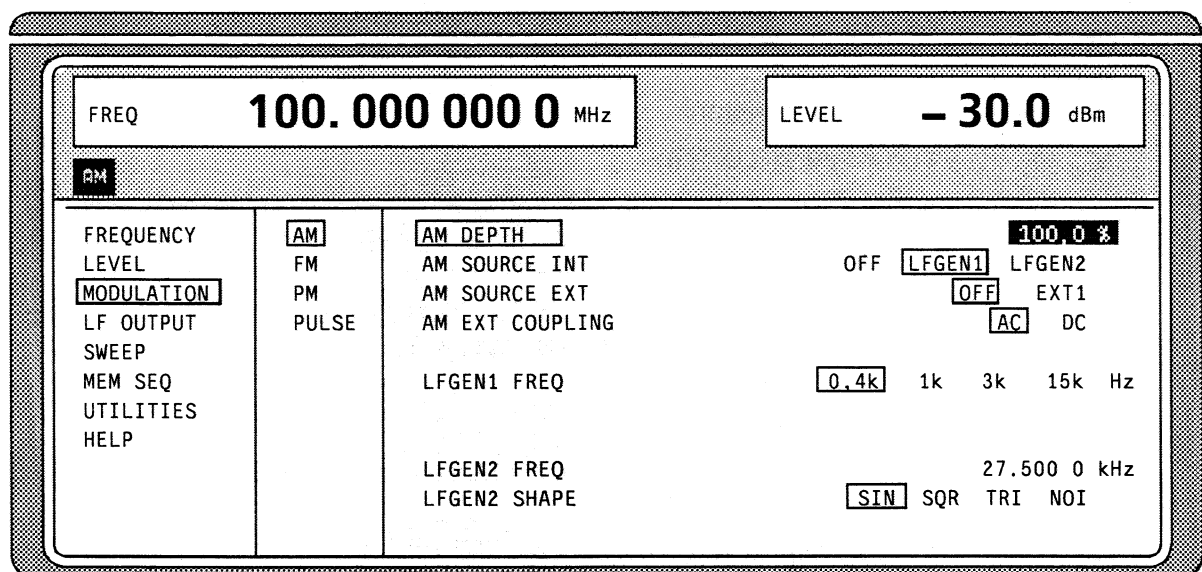 FREQ 100. 000 000 0 MHz LEVEL – 30.0 dBm
AM
FREQUENCY AM AM DEPTH 100,0 %
LEVEL FM AM SOURCE INT OFF LFGEN1 LFGEN2
MODULATION PM AM SOURCE EXT OFF EXT1
LF OUTPUT PULSE AM EXT COUPLING AC DC
SWEEP
MEM SEQ LFGEN1 FREQ 0,4k 1k 3k 15k Hz
UTILITIES
HELP
LFGEN2 FREQ 27.500 0 kHz
LFGEN2 SHAPE SIN SQR TRI NOI